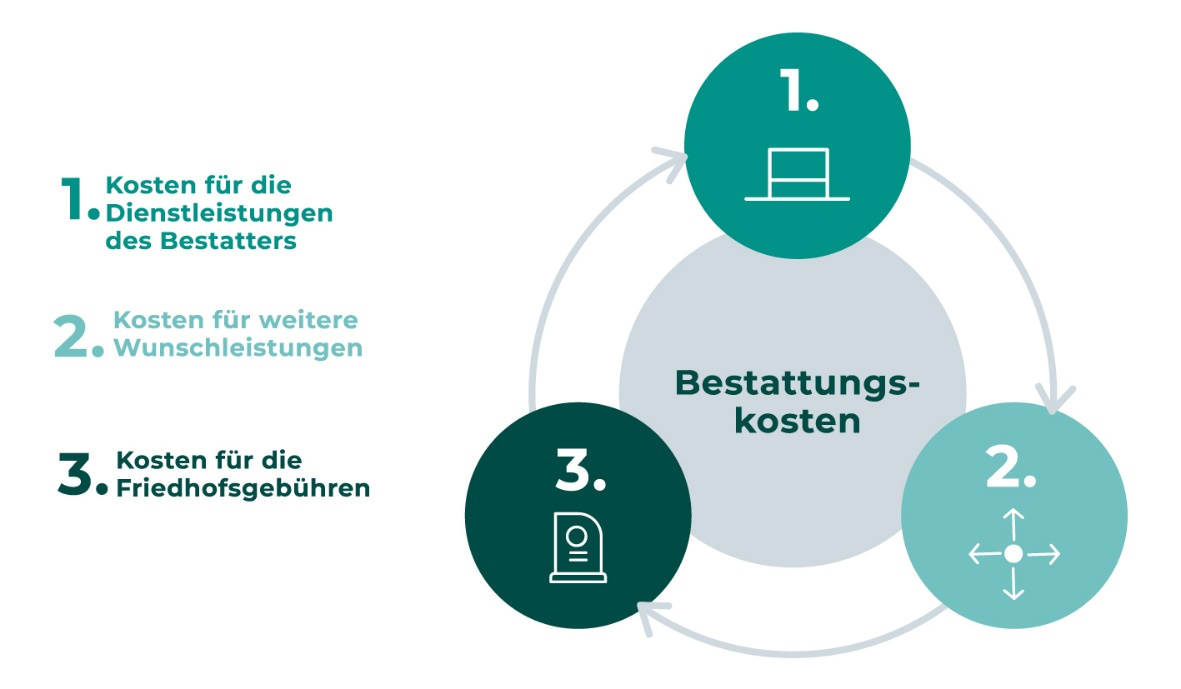 1. Kosten für die
Dienstleistungen
des Bestatters
2. Kosten für weitere
Wunschleistungen
3. Kosten für die
Friedhofsgebühren
1.
Bestattungs-
kosten
3.
2.